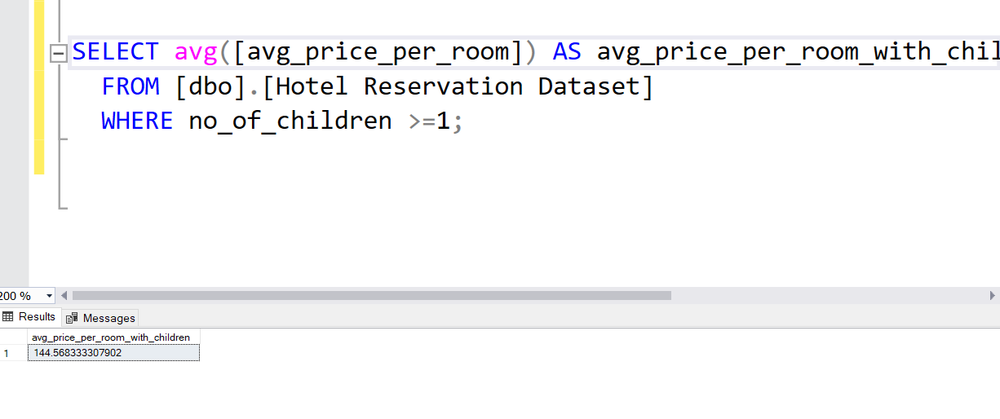 SELECT avg([avg_price_per_room]) AS avg_price_per_room_with_chil
FROM [dbo].[Hotel Reservation Dataset]
WHERE no_of_children >=1;
200 %
Results Messages
avg_price_per_room_with_children
1 144.568333307902